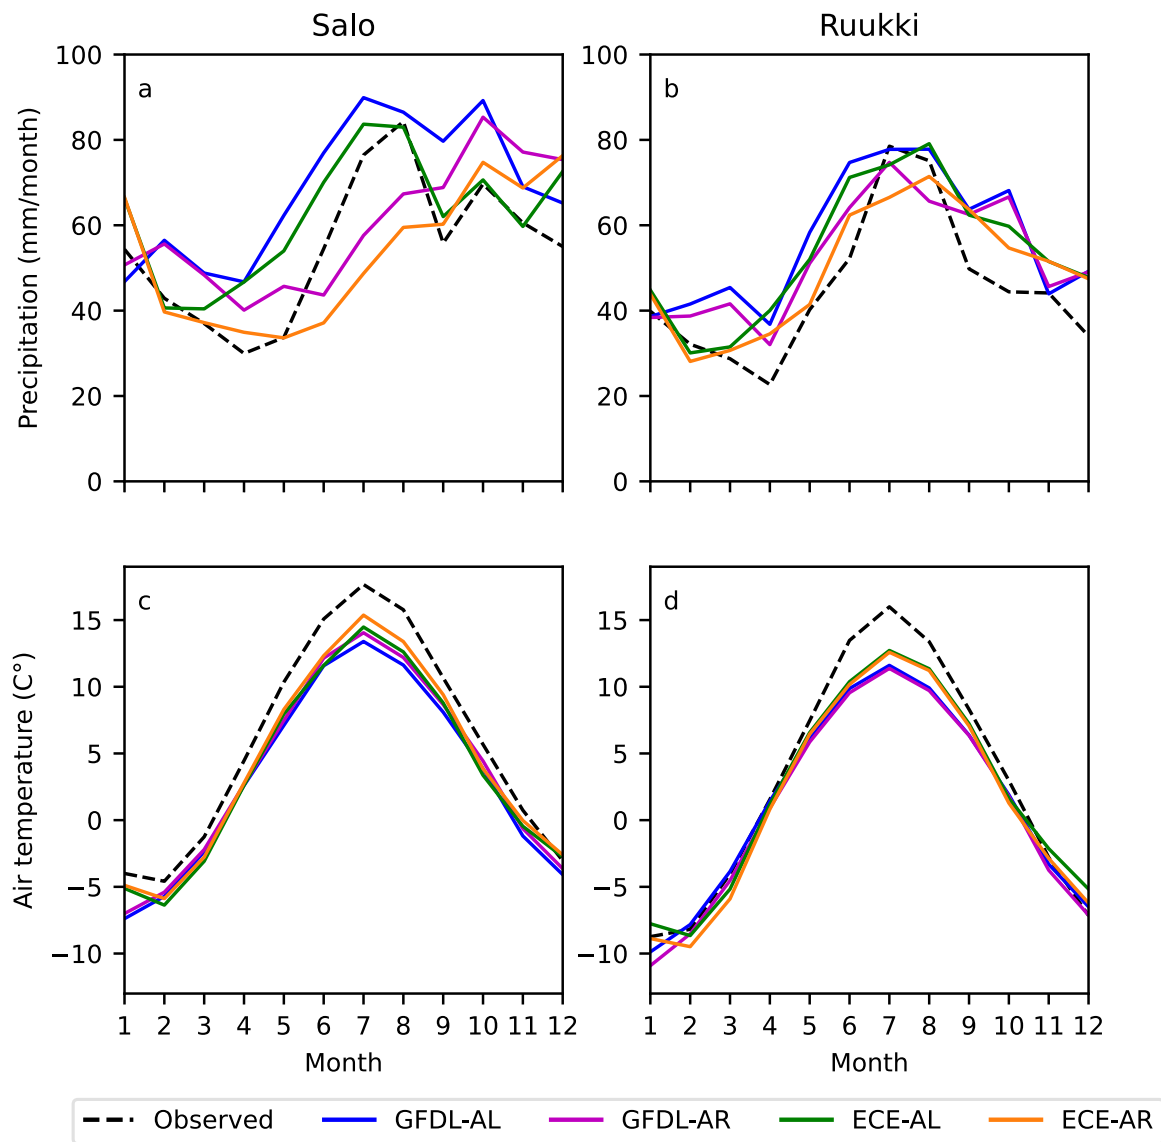 Salo
Ruukki
100
80
60
40
20
0
Precipitation (mm/month)
a
100
80
60
40
20
0
b
15
10
5
0
−5
−10
Air temperature (C°)
c
1 2 3 4 5 6 7 8 9 10 11 12
Month
15
10
5
0
−5
−10
d
1 2 3 4 5 6 7 8 9 10 11 12
Month
Observed GFDL-AL GFDL-AR ECE-AL ECE-AR